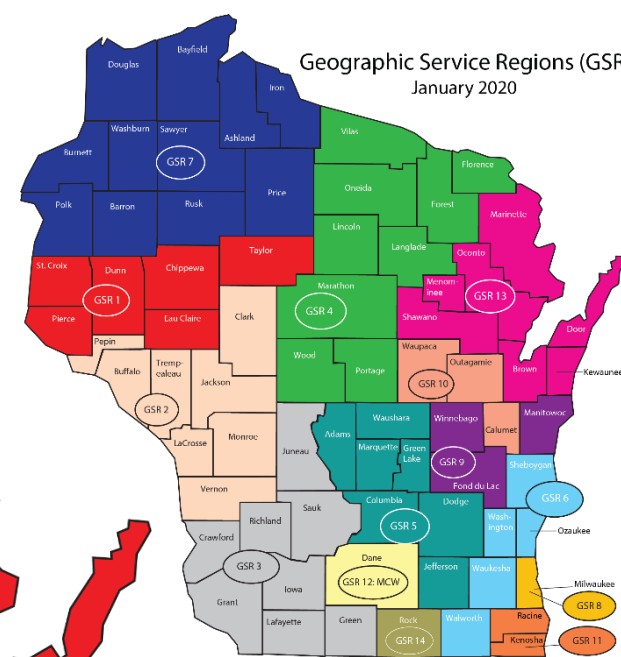 Geographic Service Regions (GSR
January 2020
Bayfield
Douglas
Iron
Washburn
Sawyer
Ashland
Burnett
GSR 7
Vilas
Florence
Price
Oneida
Forest
Polk
Barron
Rusk
Marinette
Lincoln
Langlade
Oconto
Taylor
Chippewa
St. Croix
Dunn
Menom-
inee
Marathon
GSR 13
GSR 1
GSR 4
Clark
Shawano
Pierce
Eau Claire
Door
Pepin
Waupaca
Wood
Portage
Outagamie
Brown
Kewaunee
Buffalo
Tremp-
ealeau
Jackson
GSR 10
GSR 2
Waushara
Winnebago
Manitowoc
Adams
Calumet
LaCrosse
Monroe
Juneau
Marquette
Green
Lake
GSR 9
Sheboygan
Fond du Lac
Vernon
Sauk
Columbia
Dodge
GSR 6
Richland
Wash-
ington
Crawford
GSR 5
Ozaukee
Dane
GSR 3
Iowa
GSR 12: MCW
Jefferson
Waukesha
Milwaukee
Grant
GSR 8
Lafayette
Green
Rock
Walworth
Racine
GSR 14
Kenosha
GSR 11